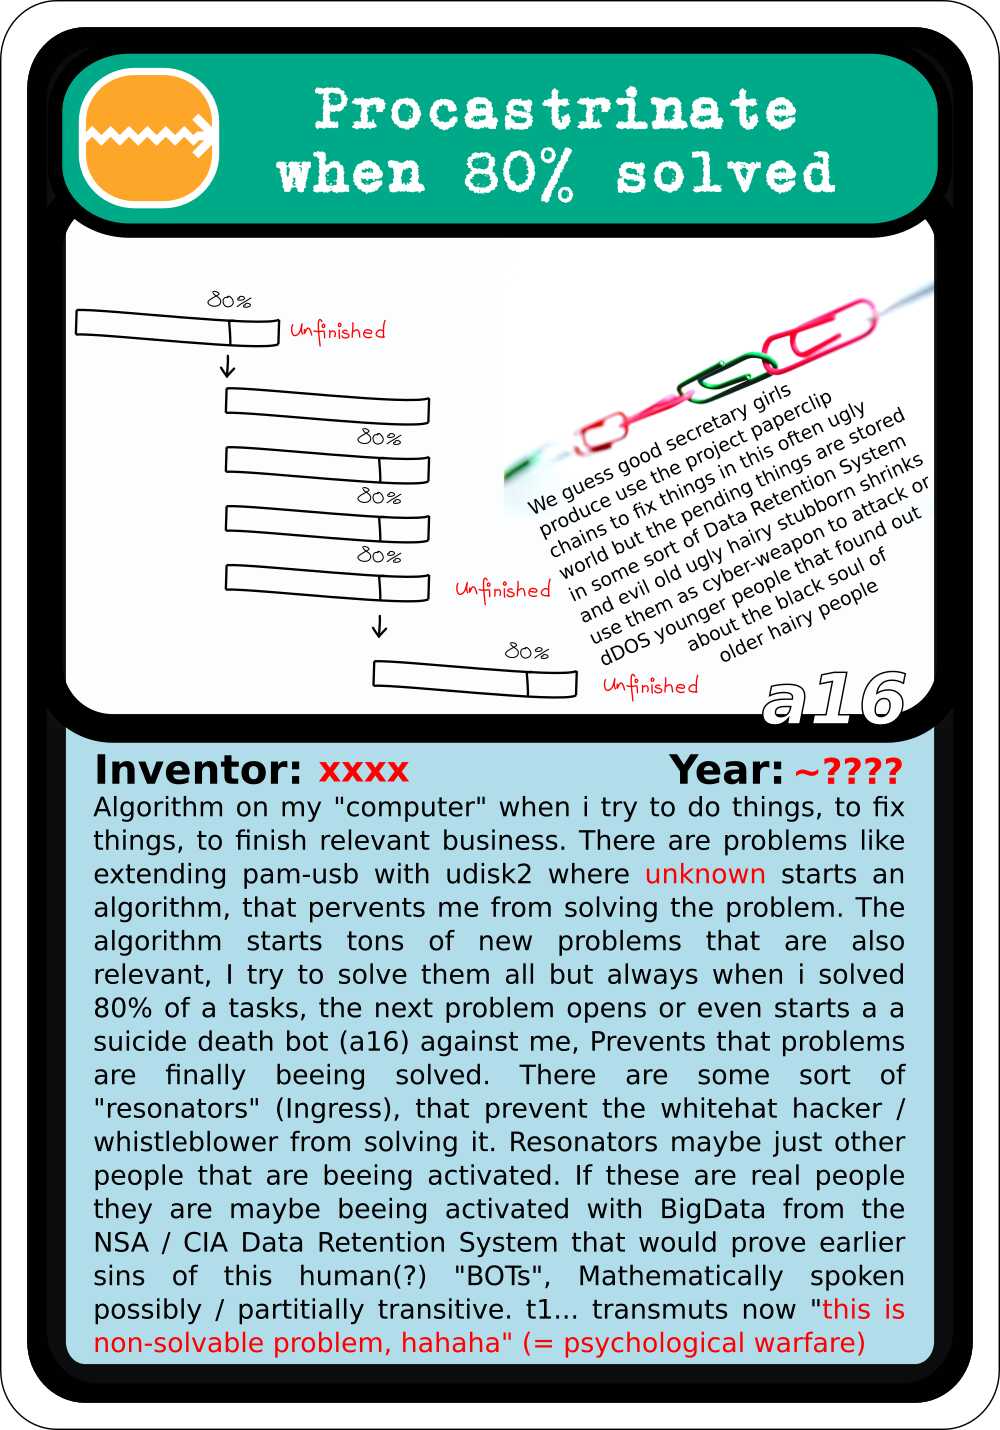 Procastrinate
when 80% solved
80%
Unfinished
80%
80%
80%
Unfinished
80%
Unfinished
We guess good secretary girls
produce use the project paperclip
chains to fix things in this often ugly
world but the pending things are stored
in some sort of Data Retention System
and evil old ugly hairy stubborn shrinks
use them as cyber-weapon to attack or
dDOS younger people that found out
about the black soul of
older hairy people
a16
Inventor: xxxx Year: ~????
Algorithm on my "computer" when i try to do things, to fix
things, to finish relevant business. There are problems like
extending pam-usb with udisk2 where unknown starts an
algorithm, that pervents me from solving the problem. The
algorithm starts tons of new problems that are also
relevant, I try to solve them all but always when i solved
80% of a tasks, the next problem opens or even starts a a
suicide death bot (a16) against me, Prevents that problems
are finally beeing solved. There are some sort of
"resonators" (Ingress), that prevent the whitehat hacker /
whistleblower from solving it. Resonators maybe just other
people that are beeing activated. If these are real people
they are maybe beeing activated with BigData from the
NSA / CIA Data Retention System that would prove earlier
sins of this human(?) "BOTs", Mathematically spoken
possibly / partitially transitive. t1... transmuts now "this is
non-solvable problem, hahaha" (= psychological warfare)